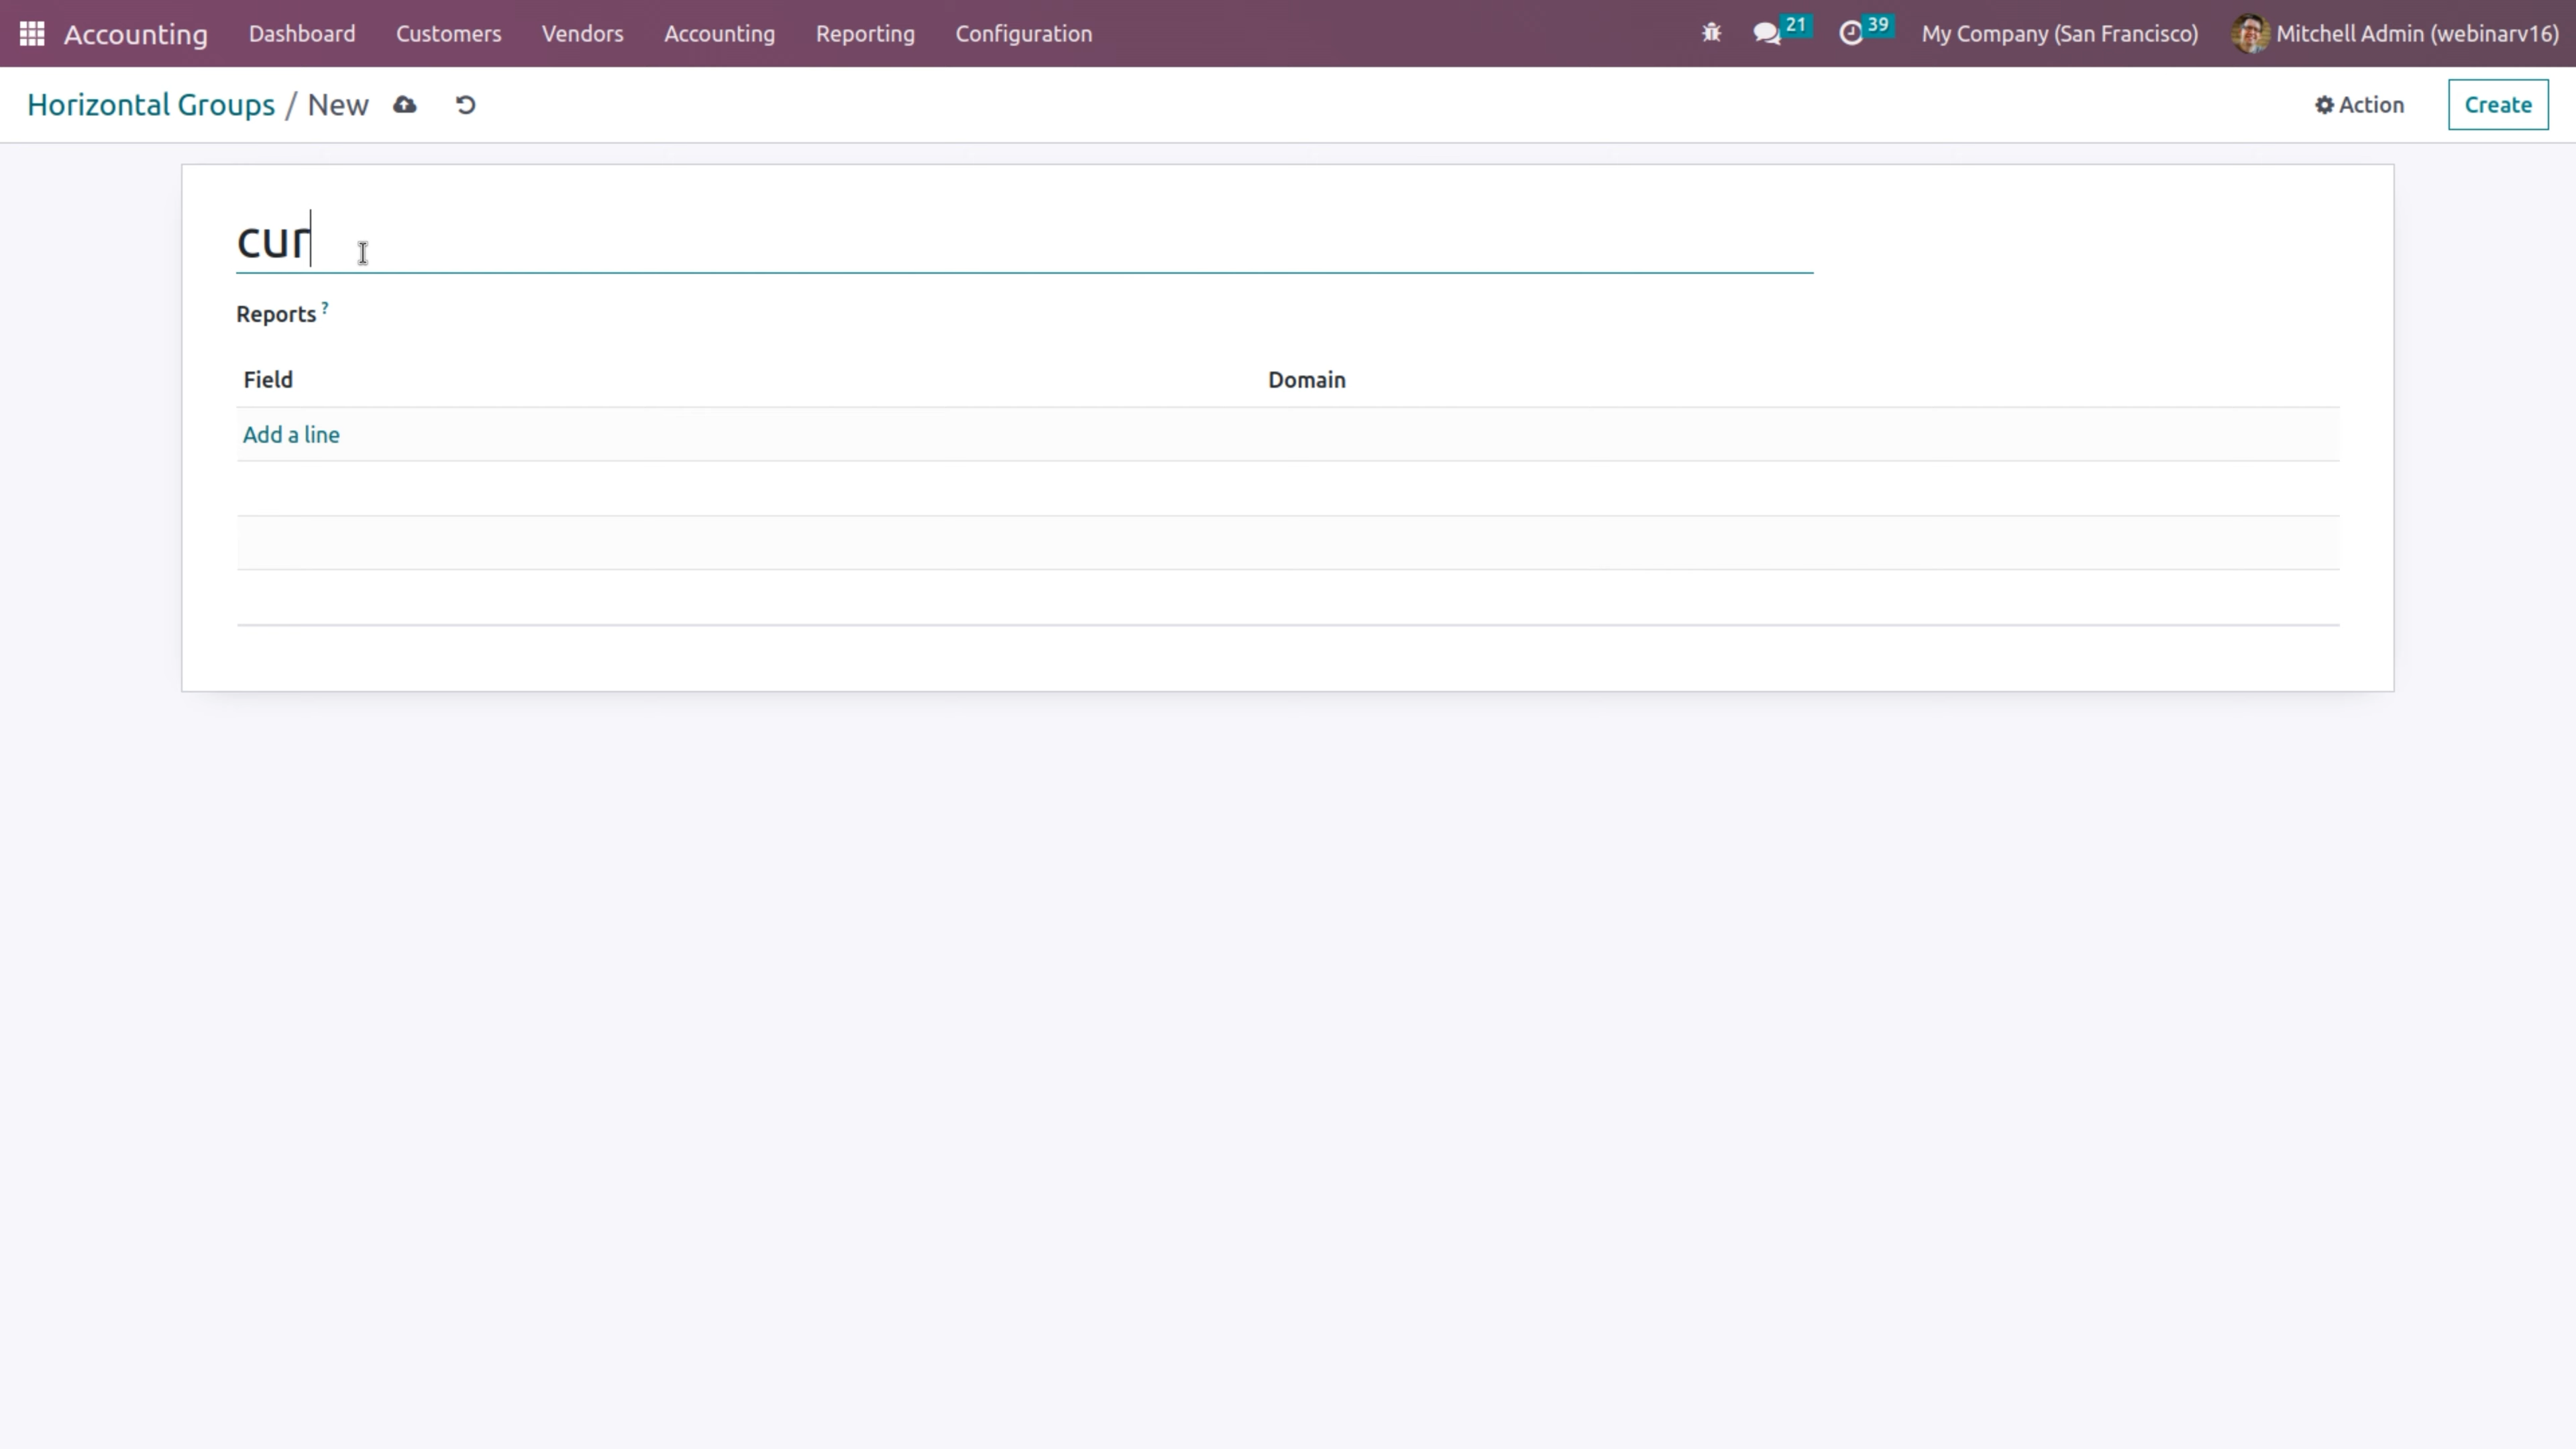 Accounting Dashboard Customers Vendors Accounting Reporting Configuration 21 39 My Company (San Francisco) Mitchell Admin (webinarv16)
Horizontal Groups / New Action Create
cur
Reports ?
Field Domain
Add a line